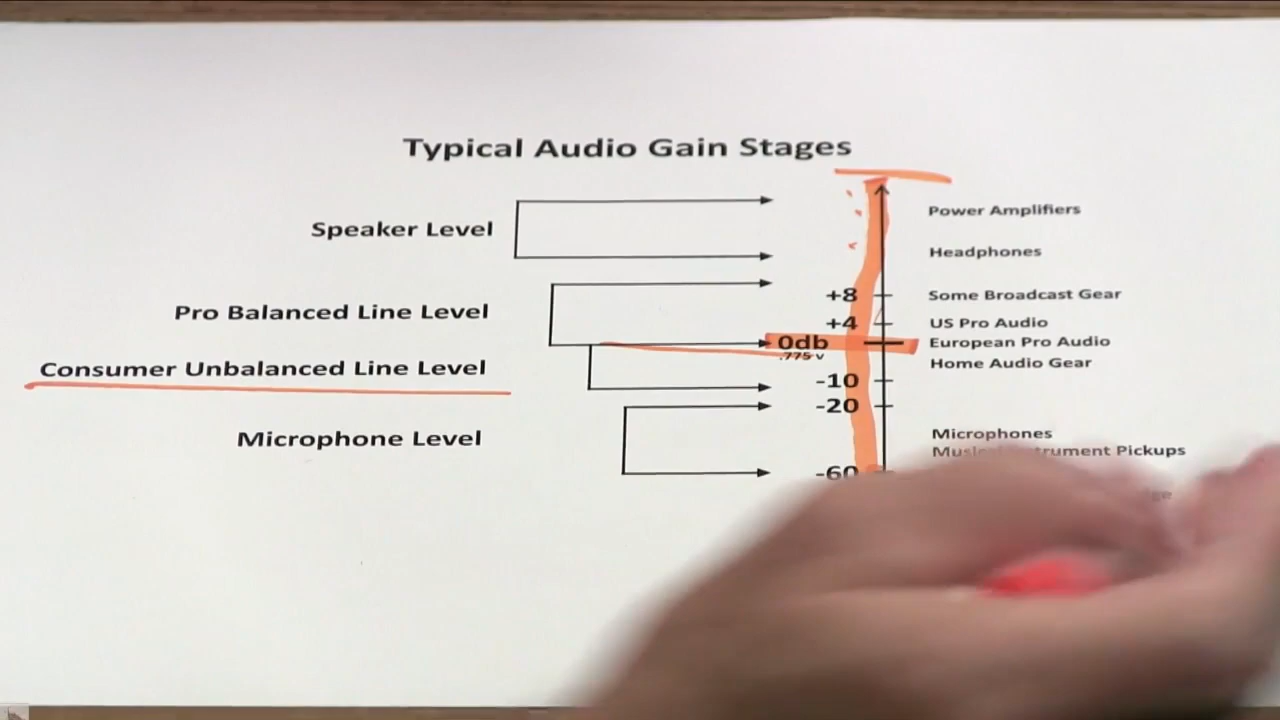 Typical Audio Gain Stages
Speaker Level
Power Amplifiers
Headphones
Pro Balanced Line Level
+8 Some Broadcast Gear
+4 US Pro Audio
0db European Pro Audio
.775 v
Consumer Unbalanced Line Level
Home Audio Gear
-10
-20
Microphone Level
Microphones
Pickups
-60